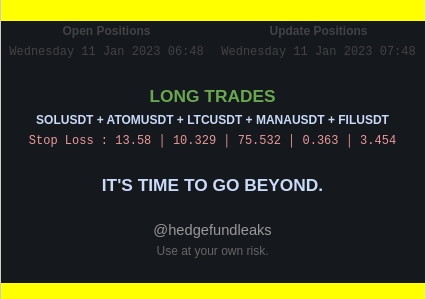 Open Positions Update Positions
Wednesday 11 Jan 2023 06:48 Wednesday 11 Jan 2023 07:48
LONG TRADES
SOLUSDT + ATOMUSDT + LTCUSDT + MANAUSDT + FILUSDT
Stop Loss : 13.58 | 10.329 | 75.532 | 0.363 | 3.454
IT'S TIME TO GO BEYOND.
@hedgefundleaks
Use at your own risk.